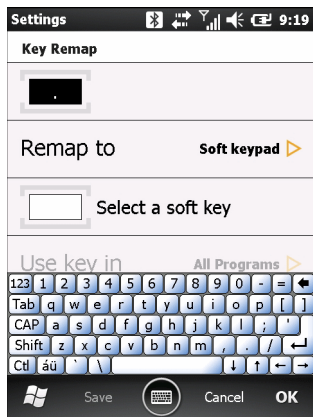 Settings 9:19
Key Remap
.
Remap to Soft keypad
Select a soft key
Use key in All Programs
123 1 2 3 4 5 6 7 8 9 0 - =
Tab q w e r t y u i o p [ ]
CAP a s d f g h j k l ; '
Shift z x c v b n m , . /
Ctl áü ` \
Save Cancel OK